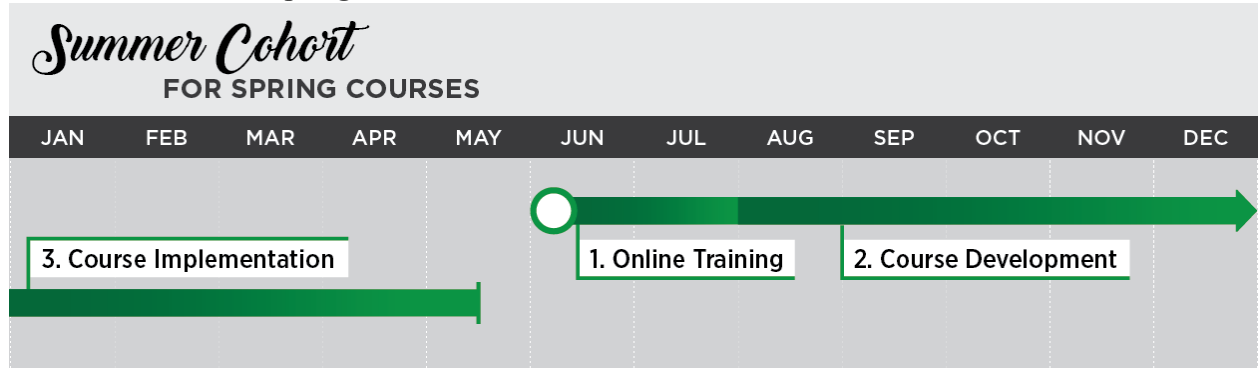 Summer Cohort
FOR SPRING COURSES
JAN FEB MAR APR MAY JUN JUL AUG SEP OCT NOV DEC
3. Course Implementation
1. Online Training
2. Course Development